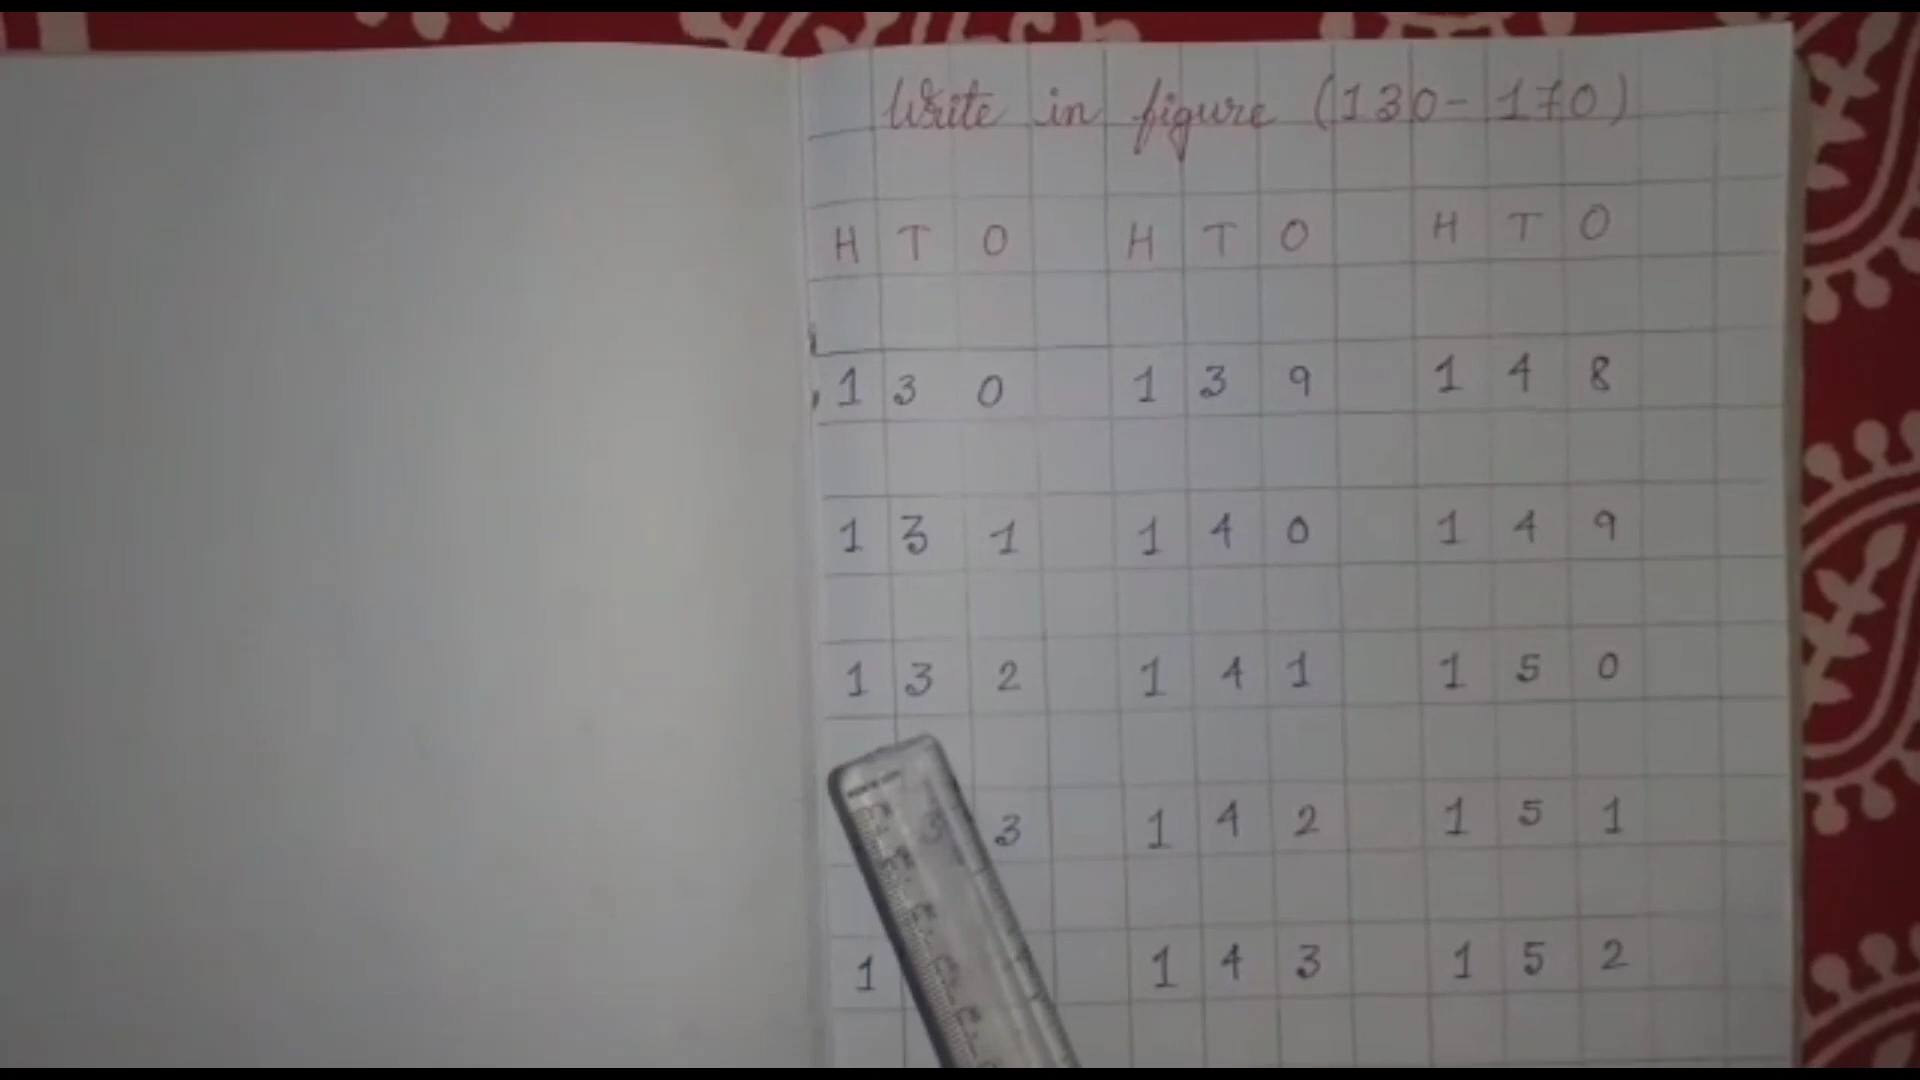 Write in figure (130-170)
H T O H T O H T O
1 3 0 1 3 9 1 4 8
1 3 1 1 4 0 1 4 9
1 3 2 1 4 1 1 5 0
3 3 1 4 2 1 5 1
1 1 4 3 1 5 2